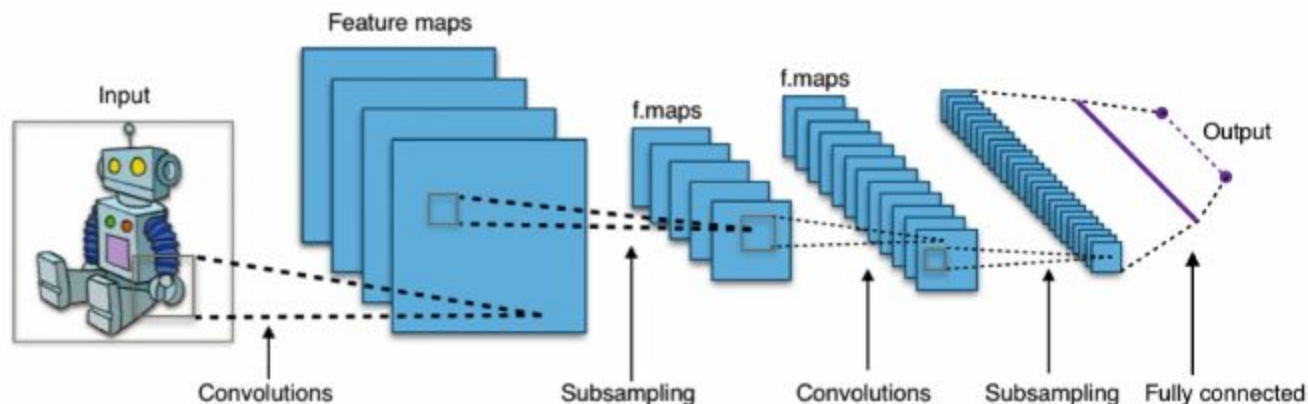 Feature maps
Input
f.maps
f.maps
Output
Convolutions
Subsampling
Convolutions
Subsampling
Fully connected